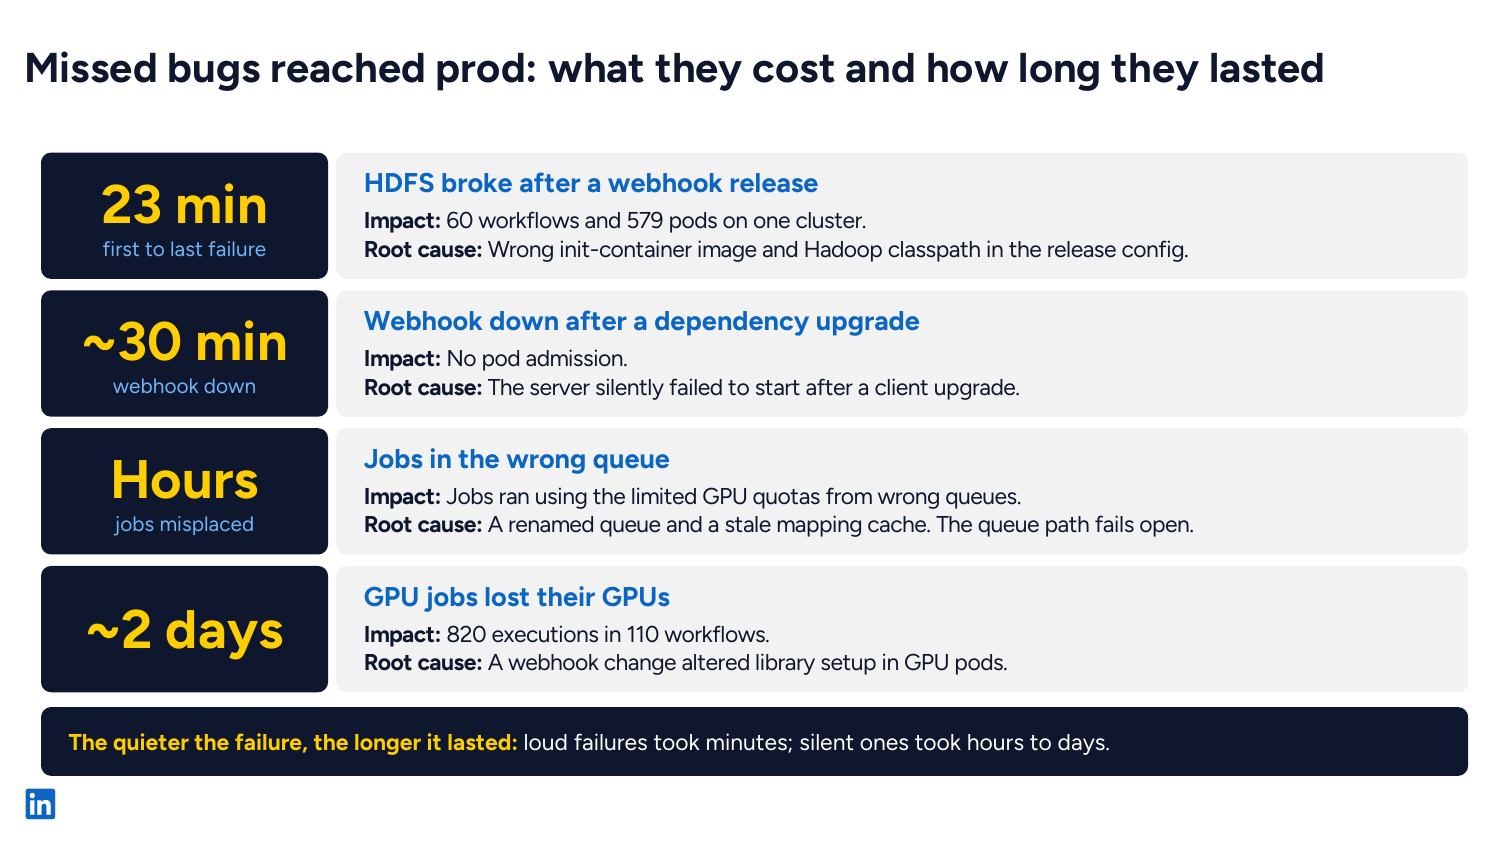 Missed bugs reached prod: what they cost and how long they lasted
23 min
first to last failure
HDFS broke after a webhook release
Impact: 60 workflows and 579 pods on one cluster.
Root cause: Wrong init-container image and Hadoop classpath in the release config.
~30 min
webhook down
Webhook down after a dependency upgrade
Impact: No pod admission.
Root cause: The server silently failed to start after a client upgrade.
Hours
jobs misplaced
Jobs in the wrong queue
Impact: Jobs ran using the limited GPU quotas from wrong queues.
Root cause: A renamed queue and a stale mapping cache. The queue path fails open.
~2 days
GPU jobs lost their GPUs
Impact: 820 executions in 110 workflows.
Root cause: A webhook change altered library setup in GPU pods.
The quieter the failure, the longer it lasted: loud failures took minutes; silent ones took hours to days.
in